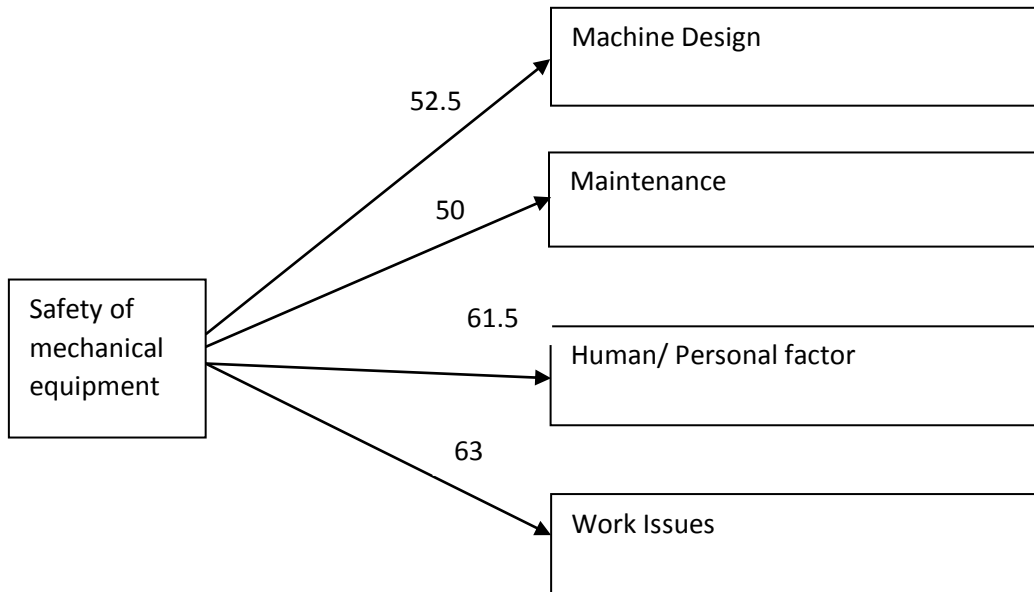 Machine Design
52.5
Maintenance
50
Safety of
mechanical
equipment
61.5
Human/ Personal factor
63
Work Issues